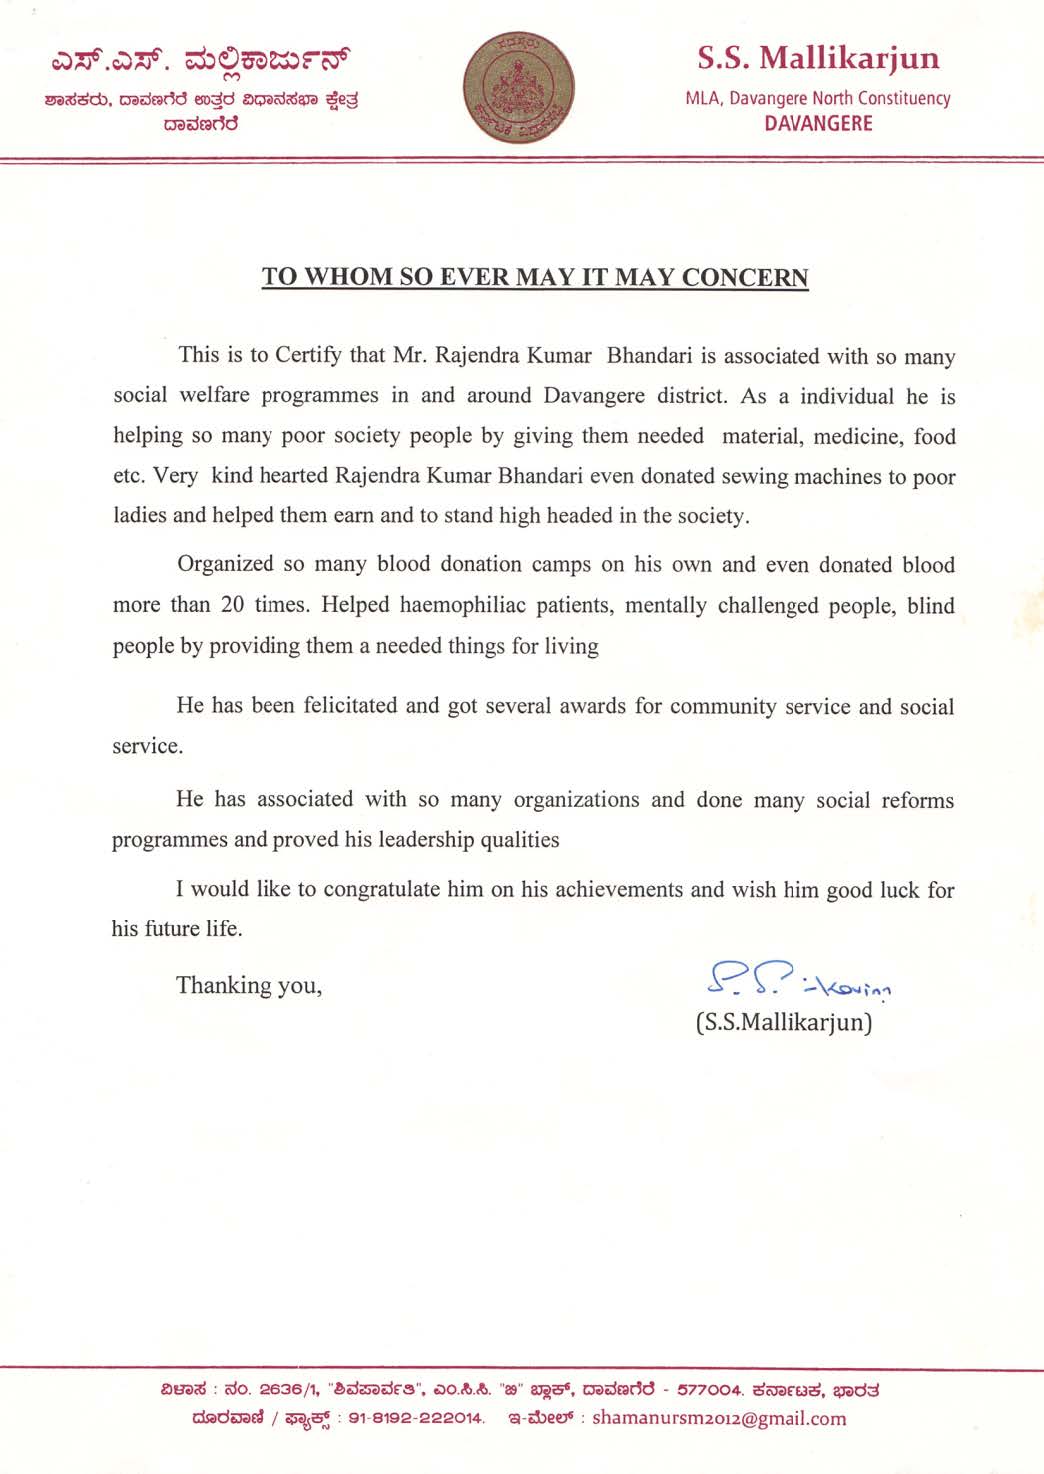 ಎಸ್.ಎಸ್. ಮಲ್ಲಿಕಾರ್ಜುನ್
ಶಾಸಕರು, ದಾವಣಗೆರೆ ಉತ್ತರ ವಿಧಾನಸಭಾ ಕ್ಷೇತ್ರ
ದಾವಣಗೆರೆ
ಸದಸ್ಯರು
ಕರ್ನಾಟಕ ವಿಧಾನಸಭೆ
S.S. Mallikarjun
MLA, Davangere North Constituency
DAVANGERE
TO WHOM SO EVER MAY IT MAY CONCERN
This is to Certify that Mr. Rajendra Kumar Bhandari is associated with so many
social welfare programmes in and around Davangere district. As a individual he is
helping so many poor society people by giving them needed material, medicine, food
etc. Very kind hearted Rajendra Kumar Bhandari even donated sewing machines to poor
ladies and helped them earn and to stand high headed in the society.
Organized so many blood donation camps on his own and even donated blood
more than 20 times. Helped haemophiliac patients, mentally challenged people, blind
people by providing them a needed things for living
He has been felicitated and got several awards for community service and social
service.
He has associated with so many organizations and done many social reforms
programmes and proved his leadership qualities
I would like to congratulate him on his achievements and wish him good luck for
his future life.
Thanking you,
(S.S.Mallikarjun)
ವಿಳಾಸ : ನಂ. 2636/1, "ಶಿವಪಾರ್ವತಿ", ಎಂ.ಸಿ.ಸಿ. "ಬಿ" ಬ್ಲಾಕ್, ದಾವಣಗೆರೆ - 577004. ಕರ್ನಾಟಕ, ಭಾರತ
ದೂರವಾಣಿ / ಫ್ಯಾಕ್ಸ್ : 91-8192-222014. ಇ-ಮೇಲ್ : shamanursm2012@gmail.com